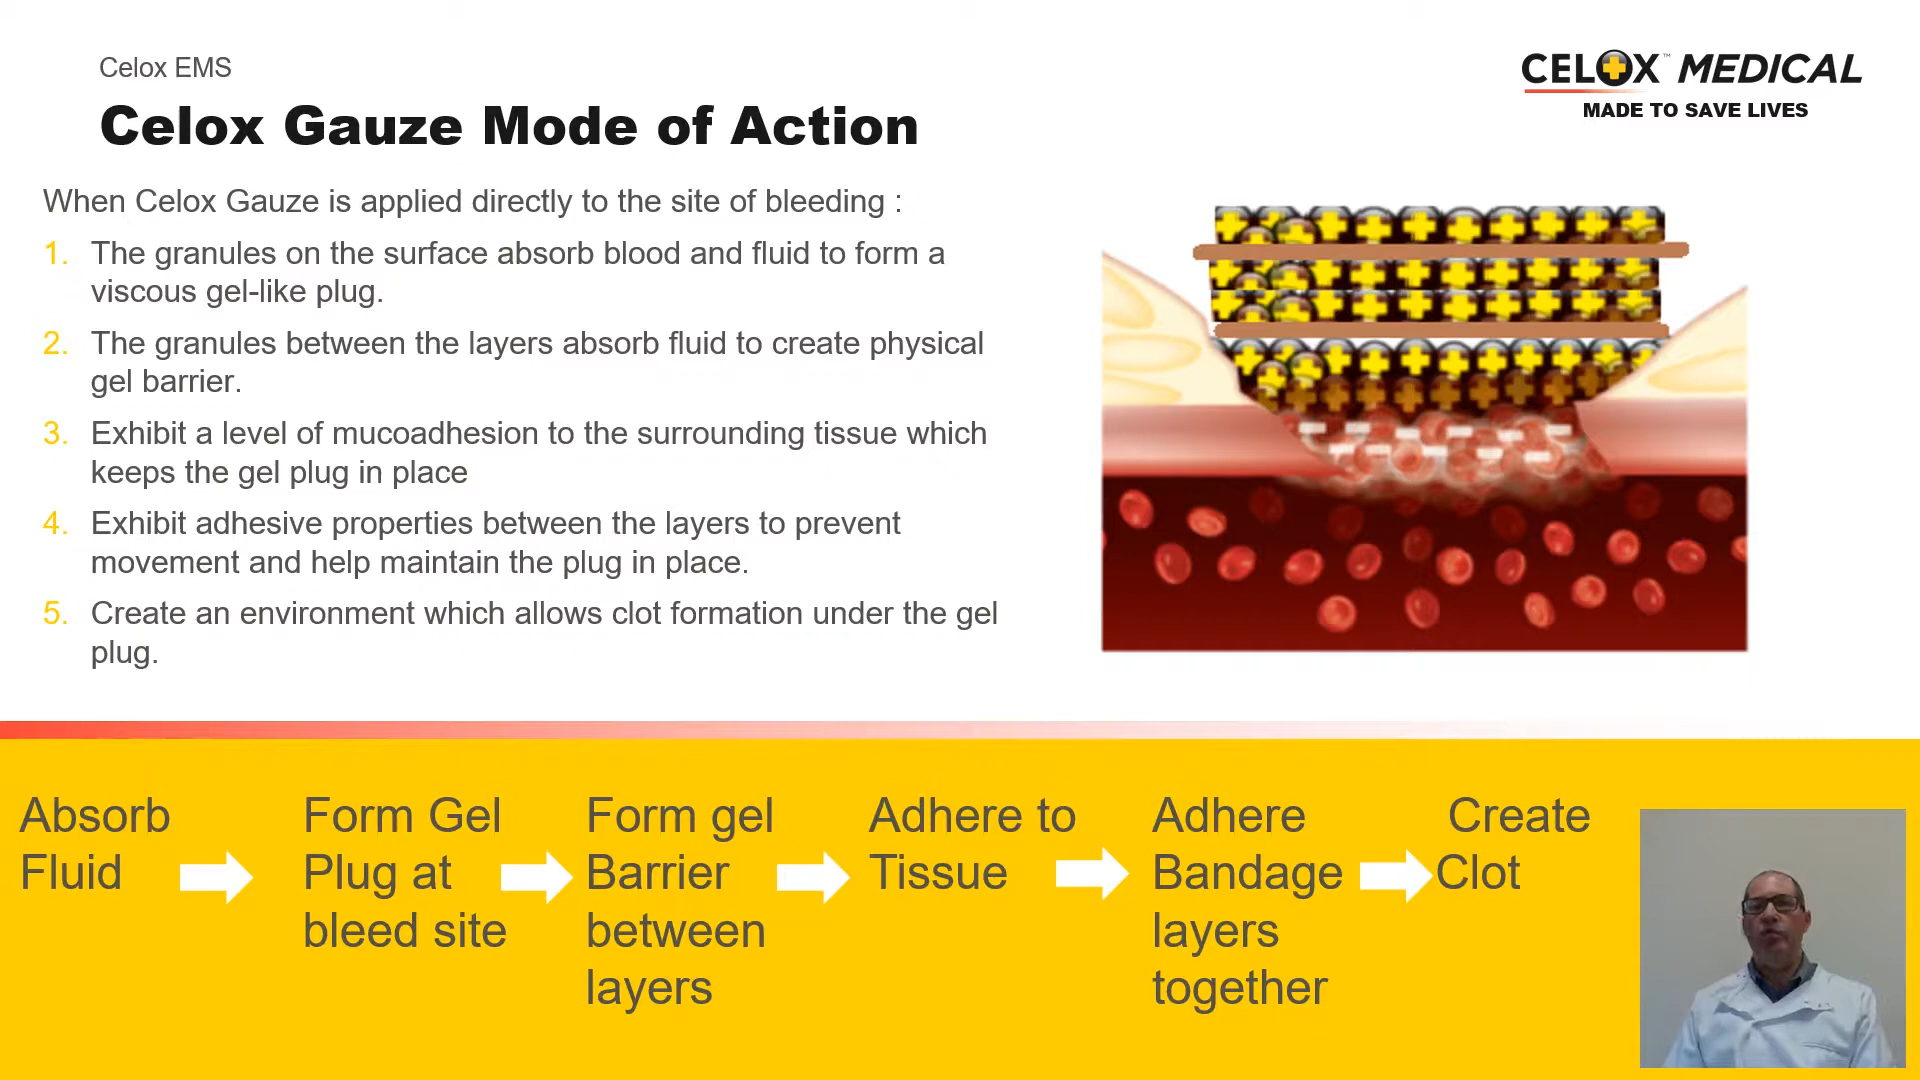 Celox EMS
Celox Gauze Mode of Action
CELOX™ MEDICAL
MADE TO SAVE LIVES
When Celox Gauze is applied directly to the site of bleeding :
1. The granules on the surface absorb blood and fluid to form a
viscous gel-like plug.
2. The granules between the layers absorb fluid to create physical
gel barrier.
3. Exhibit a level of mucoadhesion to the surrounding tissue which
keeps the gel plug in place
4. Exhibit adhesive properties between the layers to prevent
movement and help maintain the plug in place.
5. Create an environment which allows clot formation under the gel
plug.
Absorb
Fluid
Form Gel
Plug at
bleed site
Form gel
Barrier
between
layers
Adhere to
Tissue
Adhere
Bandage
layers
together
Create
Clot